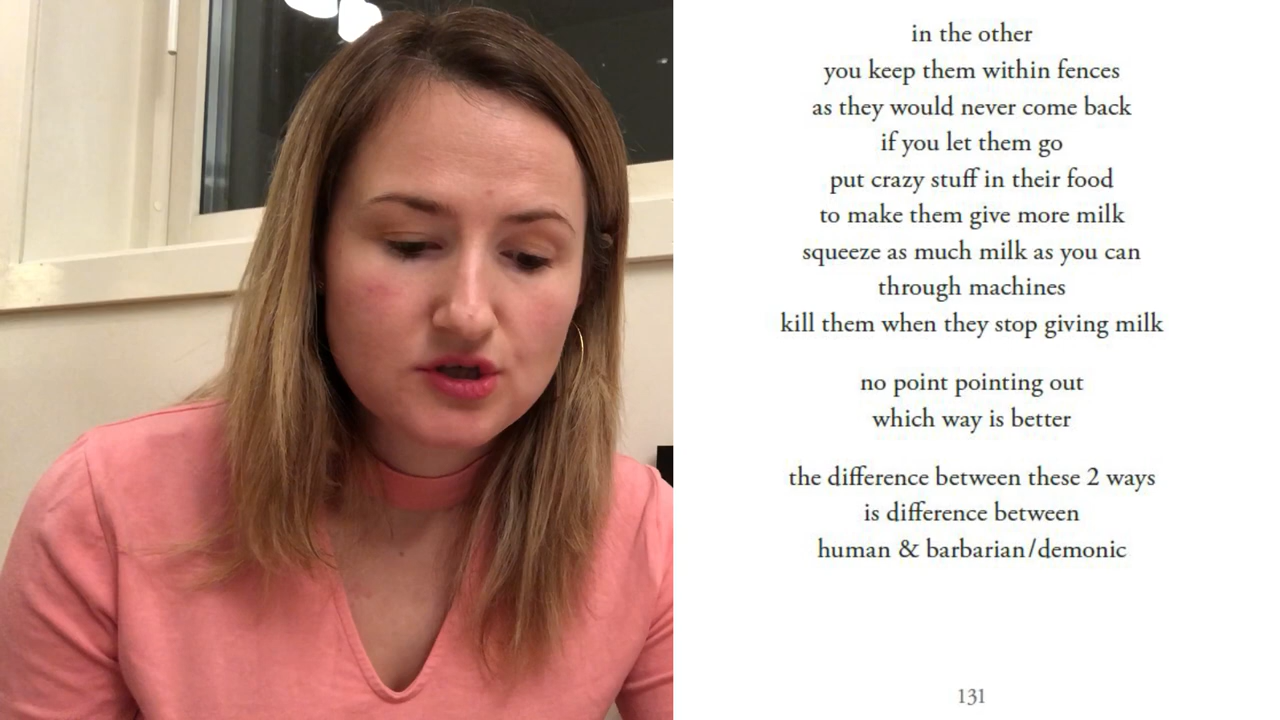 in the other
you keep them within fences
as they would never come back
if you let them go
put crazy stuff in their food
to make them give more milk
squeeze as much milk as you can
through machines
kill them when they stop giving milk
no point pointing out
which way is better
the difference between these 2 ways
is difference between
human & barbarian/demonic
131